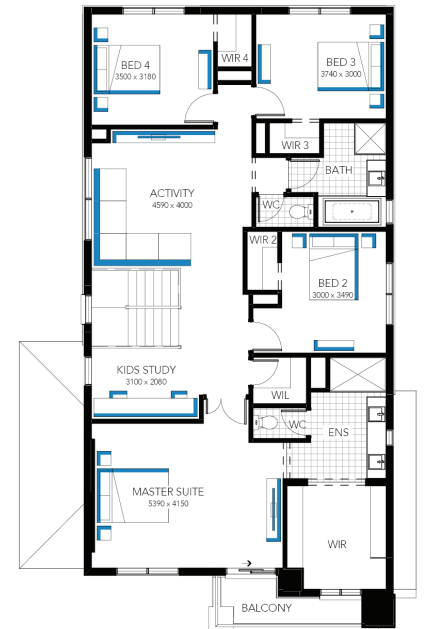 BED 4
3500 x 3180
WIR 4
BED 3
3740 x 3000
WIR 3
BATH
ACTIVITY
4590 x 4000
WC
WIR 2
BED 2
3000 x 3490
KIDS STUDY
3100 x 2080
WIL
WC
ENS
MASTER SUITE
5390 x 4150
WIR
BALCONY